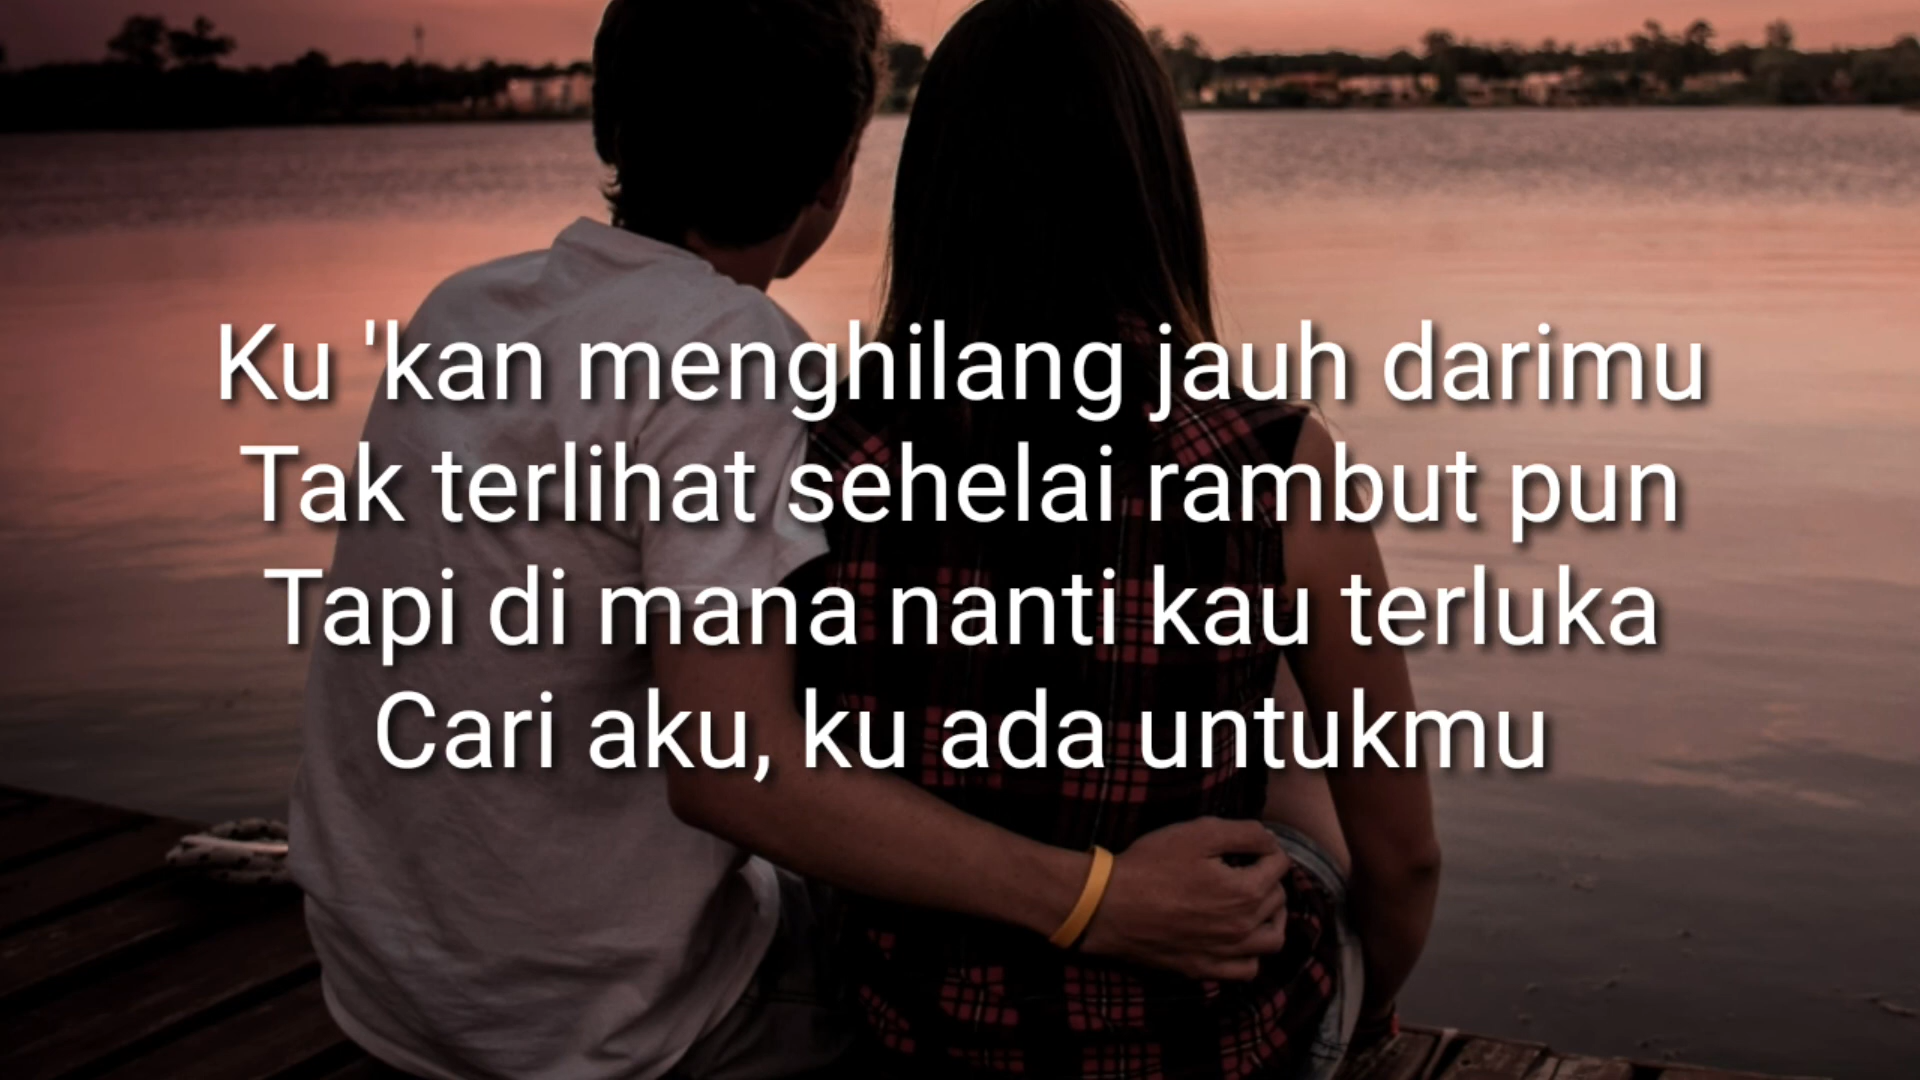 Ku 'kan menghilang jauh darimu
Tak terlihat sehelai rambut pun
Tapi di mana nanti kau terluka
Cari aku, ku ada untukmu